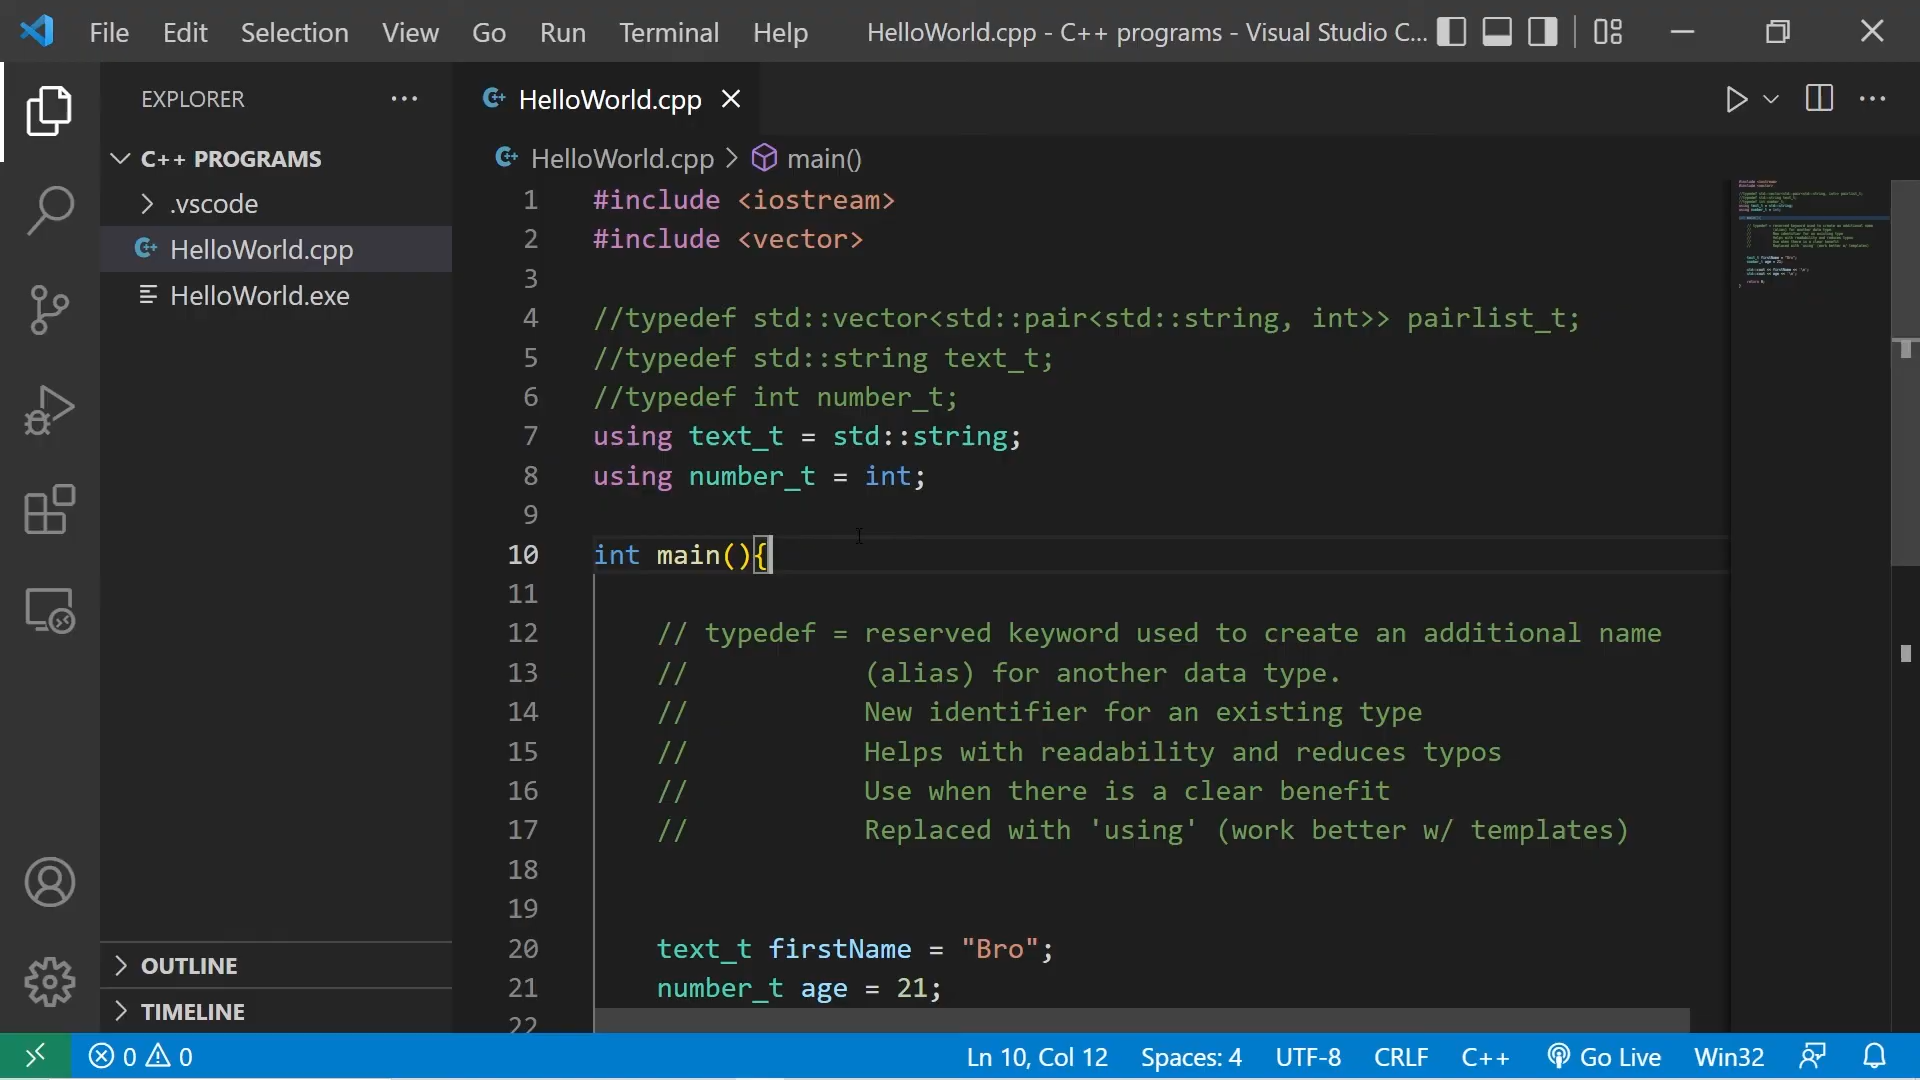 File Edit Selection View Go Run Terminal Help HelloWorld.cpp - C++ programs - Visual Studio C...
EXPLORER
C++ PROGRAMS
.vscode
HelloWorld.cpp
HelloWorld.exe
OUTLINE
TIMELINE
HelloWorld.cpp
HelloWorld.cpp > main()
1 #include <iostream>
2 #include <vector>
3
4 //typedef std::vector<std::pair<std::string, int>> pairlist_t;
5 //typedef std::string text_t;
6 //typedef int number_t;
7 using text_t = std::string;
8 using number_t = int;
9
10 int main(){
11
12 // typedef = reserved keyword used to create an additional name
13 // (alias) for another data type.
14 // New identifier for an existing type
15 // Helps with readability and reduces typos
16 // Use when there is a clear benefit
17 // Replaced with 'using' (work better w/ templates)
18
19
20 text_t firstName = "Bro";
21 number_t age = 21;
22
0 0 Ln 10, Col 12 Spaces: 4 UTF-8 CRLF C++ Go Live Win32